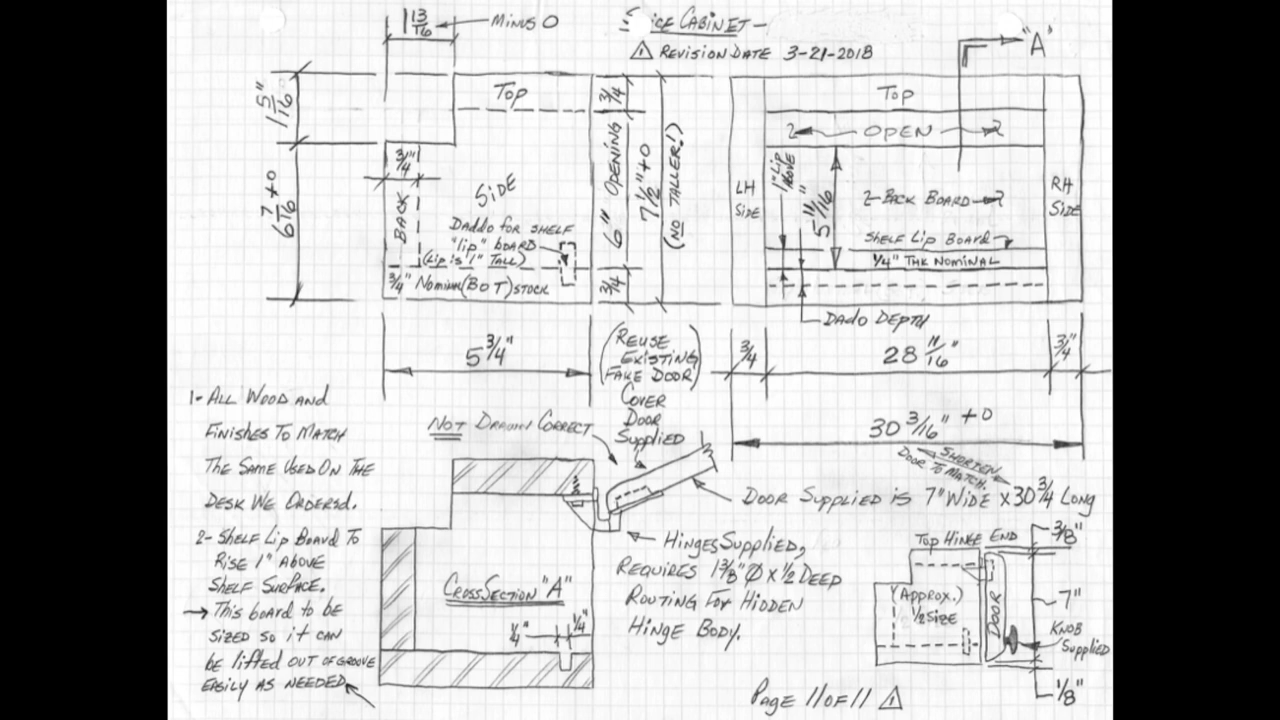 1 13/16
MINUS 0
CABINET -
⚠ REVISION DATE 3-21-2018
"A"
1 5/16"
TOP
3/4
TOP
2 OPEN 2
3/4"
BACK
SIDE
6 7/16 +0
Daddo for SHELF
"lip" BOARD
(Lip is 1" TALL)
3/4" Nominal (BOT) STOCK
6" OPENING
3/4
7 1/2" +0
(NO TALLER!)
LH
SIDE
1" Lip
ABOVE
5 11/16"
2 BACK BOARD 2
SHELF LIP BOARD
1/4" THK NOMINAL
RH
SIDE
DADO DEPTH
5 3/4"
(REUSE
EXISTING
FAKE DOOR)
3/4
28 11/16"
3/4"
30 3/16" +0
SHORTEN
DOOR TO MATCH.
1- ALL WOOD AND
FINISHES TO MATCH
THE SAME USED ON THE
DESK WE ORDERSD.
2- SHELF LIP BOARD TO
RISE 1" ABOVE
SHELF SURFACE.
→ This board to be
SIZED so it CAN
be lifted OUT OF GROOVE
EASILY AS NEEDED
NOT DRAWN CORRECT
COVER
DOOR
SUPPLIED
DOOR SUPPLIED IS 7" WIDE X 30 3/4 LONG
HINGES SUPPLIED,
REQUIRES 1 3/8" Ø X 1/2 DEEP
ROUTING FOR HIDDEN
HINGE BODY.
CROSS SECTION "A"
1/4"
1/4"
TOP HINGE END
3/8"
(Approx.)
1/2 SIZE
DOOR
7"
KNOB
SUPPLIED
1/8"
PAGE 11 OF 11 ⚠